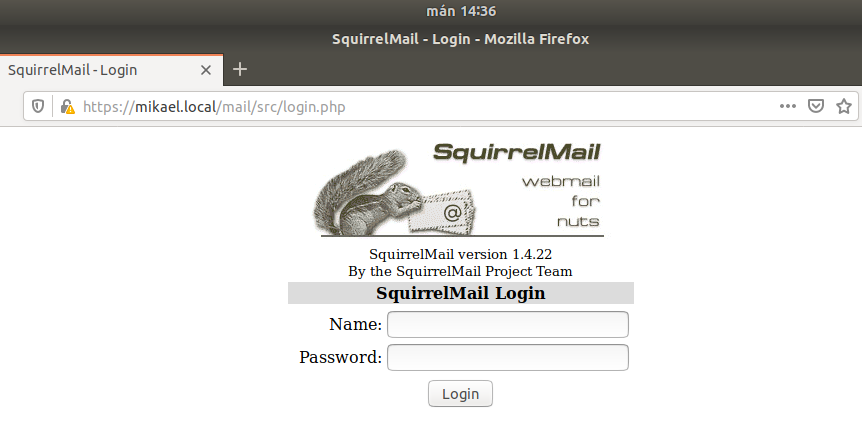 mán 14:36
SquirrelMail - Login - Mozilla Firefox
SquirrelMail - Login
https://mikael.local/mail/src/login.php
SquirrelMail
webmail
for
nuts
@
SquirrelMail version 1.4.22
By the SquirrelMail Project Team
SquirrelMail Login
Name:
Password:
Login